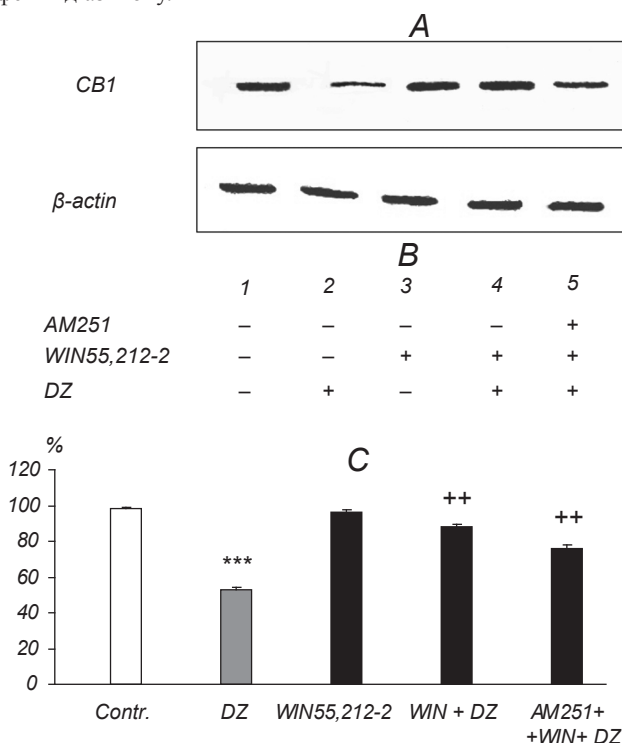 A
CB1
β-actin
B
1 2 3 4 5
AM251 – – – – +
WIN55,212-2 – – + + +
DZ – + – + +
% C
120
100
80
60
40
20
0
*** ++ ++
Contr. DZ WIN55,212-2 WIN + DZ AM251+
+WIN+ DZ